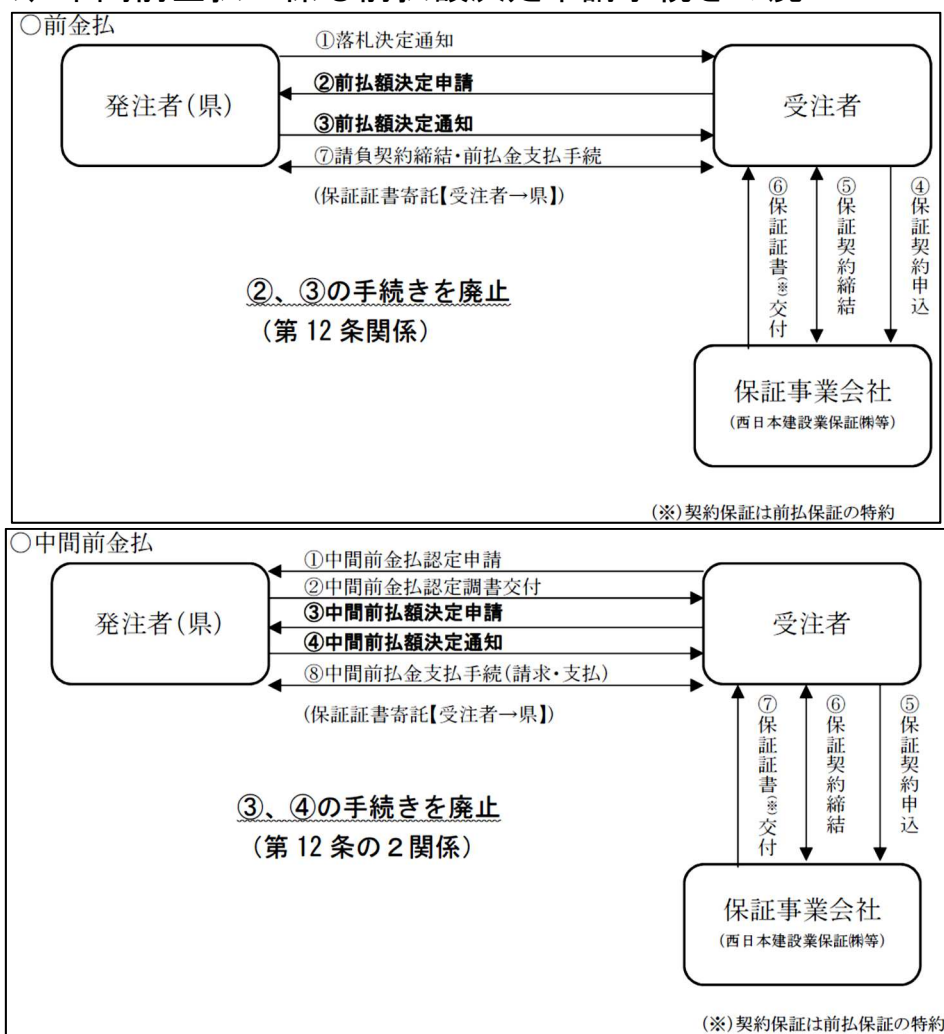 ○前金払
①落札決定通知
②前払額決定申請
③前払額決定通知
⑦請負契約締結・前払金支払手続
(保証証書寄託【受注者→県】)
発注者(県)
受注者
⑥保証証書(※)交付
⑤保証契約締結
④保証契約申込
②、③の手続きを廃止
(第12条関係)
保証事業会社
(西日本建設業保証㈱等)
(※)契約保証は前払保証の特約
○中間前金払
①中間前金払認定申請
②中間前金払認定調書交付
③中間前払額決定申請
④中間前払額決定通知
⑧中間前払金支払手続(請求・支払)
(保証証書寄託【受注者→県】)
発注者(県)
受注者
⑦保証証書(※)交付
⑥保証契約締結
⑤保証契約申込
③、④の手続きを廃止
(第12条の2関係)
保証事業会社
(西日本建設業保証㈱等)
(※)契約保証は前払保証の特約